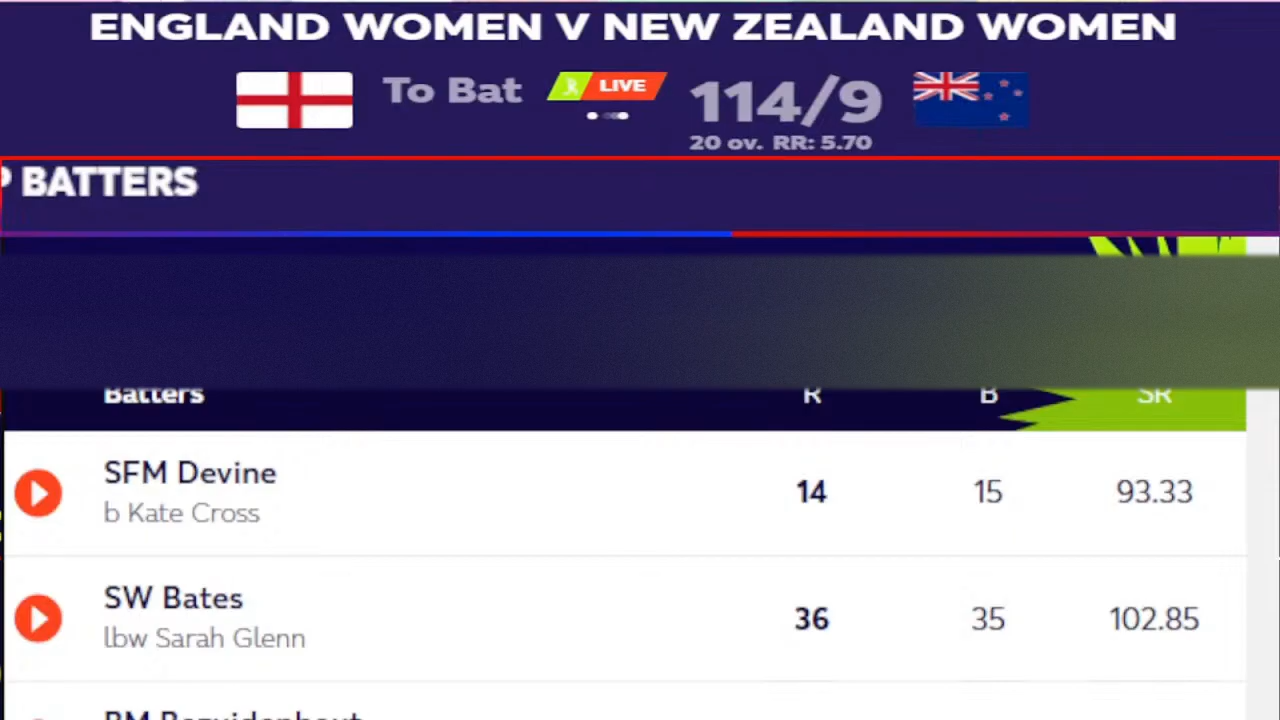 ENGLAND WOMEN V NEW ZEALAND WOMEN
To Bat LIVE 114/9
20 ov. RR: 5.70
BATTERS
Batters R B SR
SFM Devine 14 15 93.33
b Kate Cross
SW Bates 36 35 102.85
lbw Sarah Glenn